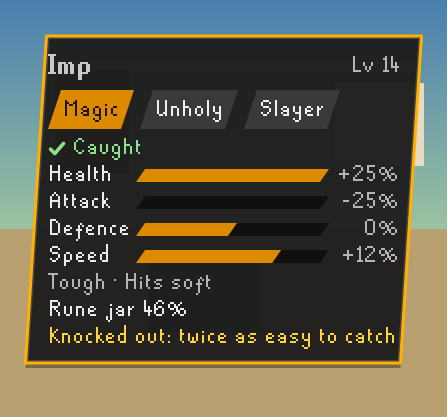 Imp Lv 14
Magic Unholy Slayer
✓ Caught
Health +25%
Attack -25%
Defence 0%
Speed +12%
Tough · Hits soft
Rune jar 46%
Knocked out: twice as easy to catch